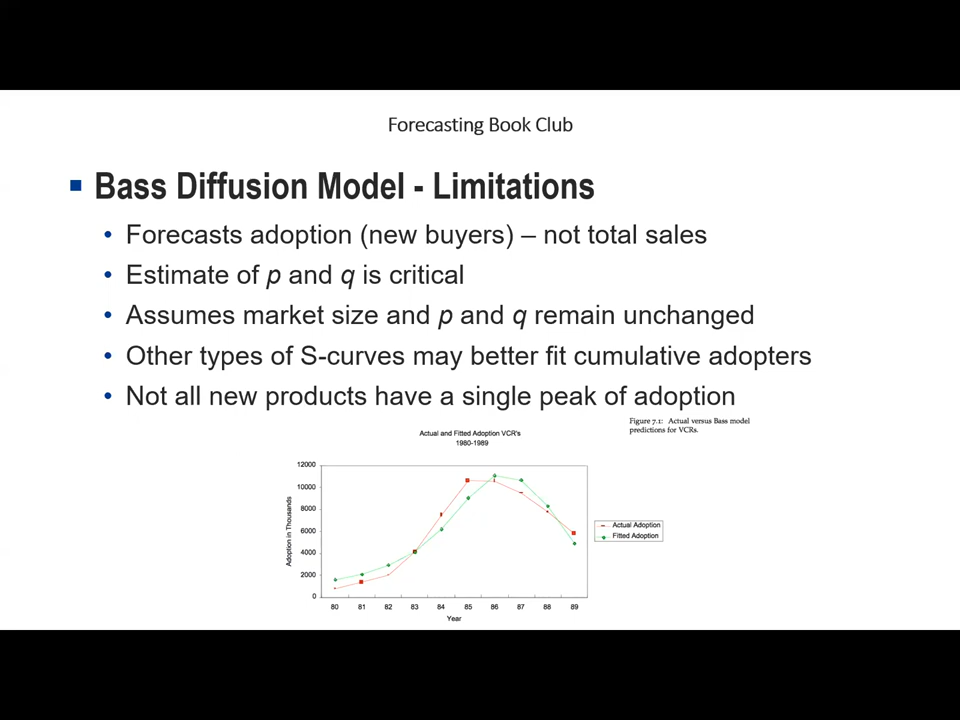 Forecasting Book Club
Bass Diffusion Model - Limitations
Forecasts adoption (new buyers) – not total sales
Estimate of p and q is critical
Assumes market size and p and q remain unchanged
Other types of S-curves may better fit cumulative adopters
Not all new products have a single peak of adoption
Figure 7.1: Actual versus Bass model
predictions for VCRs.
Actual and Fitted Adoption VCR's
1980-1989
Adoption in Thousands
12000
10000
8000
6000
4000
2000
0
80 81 82 83 84 85 86 87 88 89
Year
Actual Adoption
Fitted Adoption